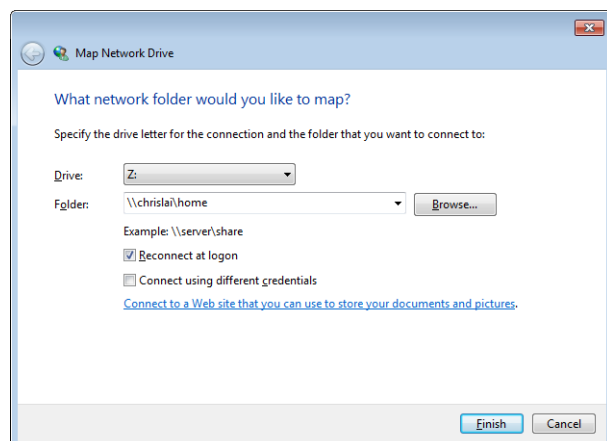 Map Network Drive
What network folder would you like to map?
Specify the drive letter for the connection and the folder that you want to connect to:
Drive: Z:
Folder: \\chrislai\home Browse...
Example: \\server\share
Reconnect at logon
Connect using different credentials
Connect to a Web site that you can use to store your documents and pictures.
Finish Cancel